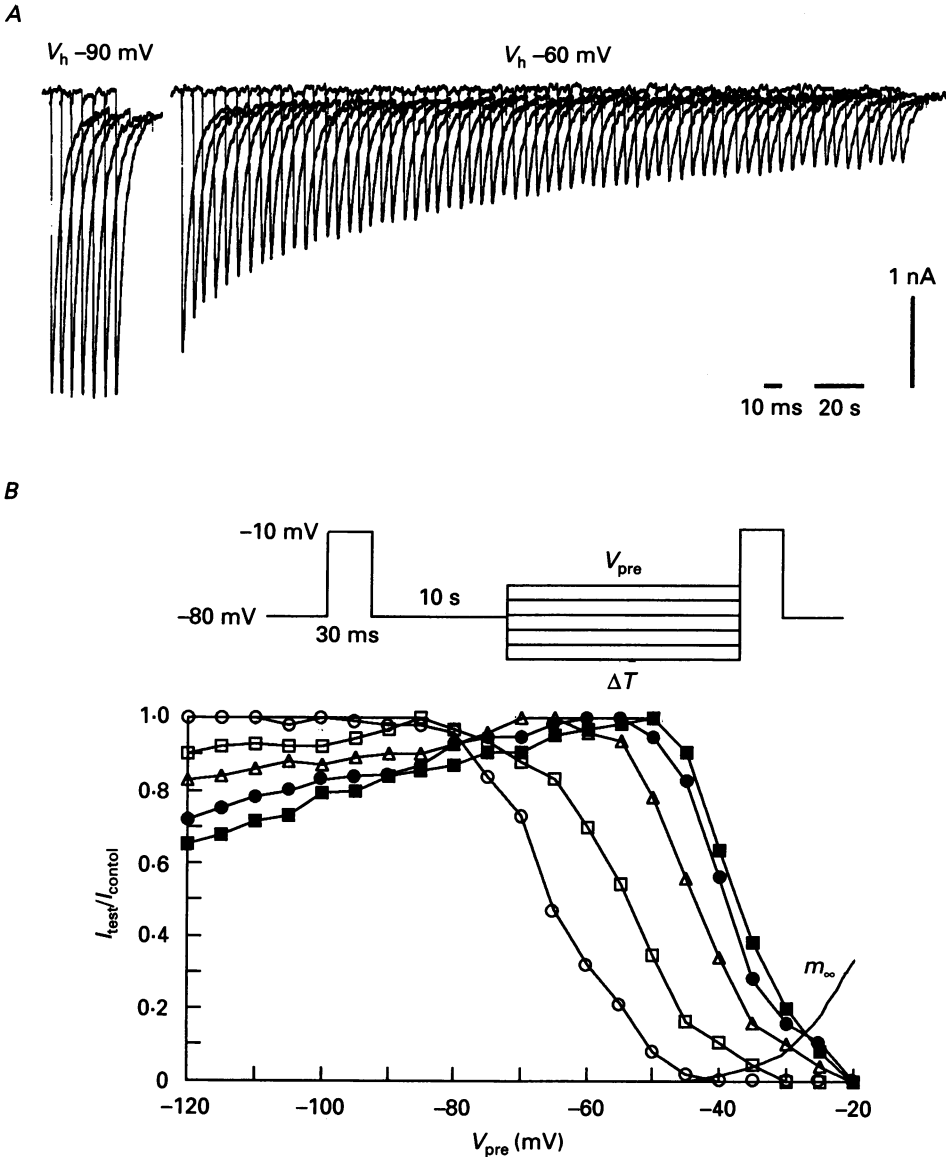 A
Vh –90 mV
Vh –60 mV
1 nA
10 ms 20 s
B
–10 mV
Vpre
–80 mV
10 s
30 ms
ΔT
1.0
0.8
0·6
0·4
0·2
0
Itest/Icontol
m∞
–120 –100 –80 –60 –40 –20
Vpre (mV)